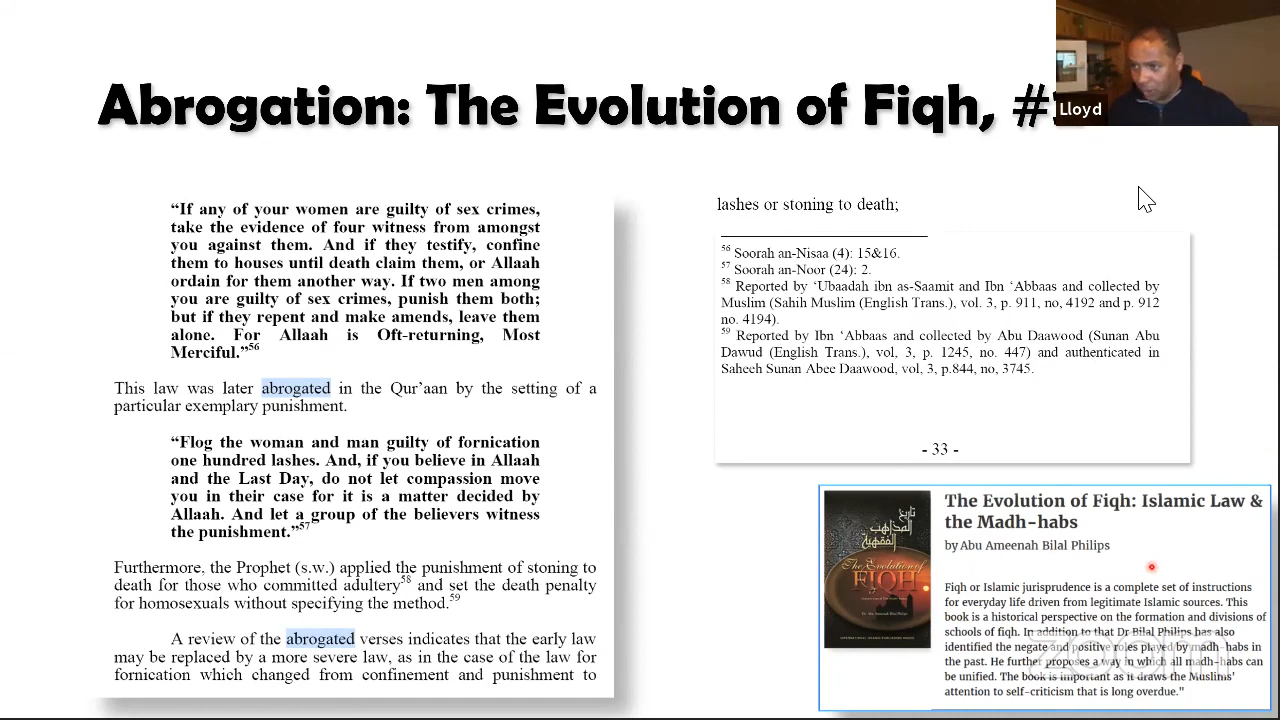 Abrogation: The Evolution of Fiqh, #
Lloyd
“If any of your women are guilty of sex crimes,
take the evidence of four witness from amongst
you against them. And if they testify, confine
them to houses until death claim them, or Allaah
ordain for them another way. If two men among
you are guilty of sex crimes, punish them both;
but if they repent and make amends, leave them
alone. For Allaah is Oft-returning, Most
Merciful.”56
This law was later abrogated in the Qur’aan by the setting of a
particular exemplary punishment.
“Flog the woman and man guilty of fornication
one hundred lashes. And, if you believe in Allaah
and the Last Day, do not let compassion move
you in their case for it is a matter decided by
Allaah. And let a group of the believers witness
the punishment.”57
Furthermore, the Prophet (s.w.) applied the punishment of stoning to
death for those who committed adultery58 and set the death penalty
for homosexuals without specifying the method.59
A review of the abrogated verses indicates that the early law
may be replaced by a more severe law, as in the case of the law for
fornication which changed from confinement and punishment to
lashes or stoning to death;
56 Soorah an-Nisaa (4): 15&16.
57 Soorah an-Noor (24): 2.
58 Reported by ‘Ubaadah ibn as-Saamit and Ibn ‘Abbaas and collected by
Muslim (Sahih Muslim (English Trans.), vol. 3, p. 911, no, 4192 and p. 912
no. 4194).
59 Reported by Ibn ‘Abbaas and collected by Abu Daawood (Sunan Abu
Dawud (English Trans.), vol, 3, p. 1245, no. 447) and authenticated in
Saheeh Sunan Abee Daawood, vol, 3, p.844, no, 3745.
- 33 -
تاريخ
المذاهب
الفقهية
The Evolution of
FIQH
The Evolution of Fiqh: Islamic Law &
the Madh-habs
by Abu Ameenah Bilal Philips
Fiqh or Islamic jurisprudence is a complete set of instructions
for everyday life driven from legitimate Islamic sources. This
book is a historical perspective on the formation and divisions of
schools of fiqh. In addition to that Dr Bilal Philips has also
identified the negate and positive roles played by madh-habs in
the past. He further proposes a way in which all madh-habs can
be unified. The book is important as it draws the Muslims'
attention to self-criticism that is long overdue."
zoom